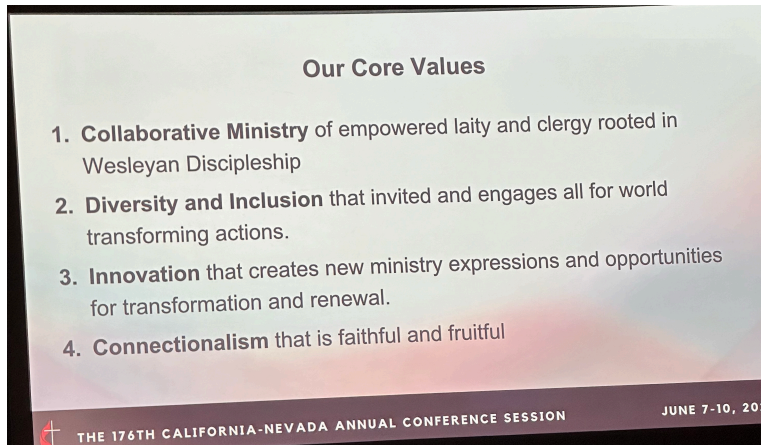 Our Core Values
1. Collaborative Ministry of empowered laity and clergy rooted in
Wesleyan Discipleship
2. Diversity and Inclusion that invited and engages all for world
transforming actions.
3. Innovation that creates new ministry expressions and opportunities
for transformation and renewal.
4. Connectionalism that is faithful and fruitful
THE 176TH CALIFORNIA-NEVADA ANNUAL CONFERENCE SESSION
JUNE 7-10, 20